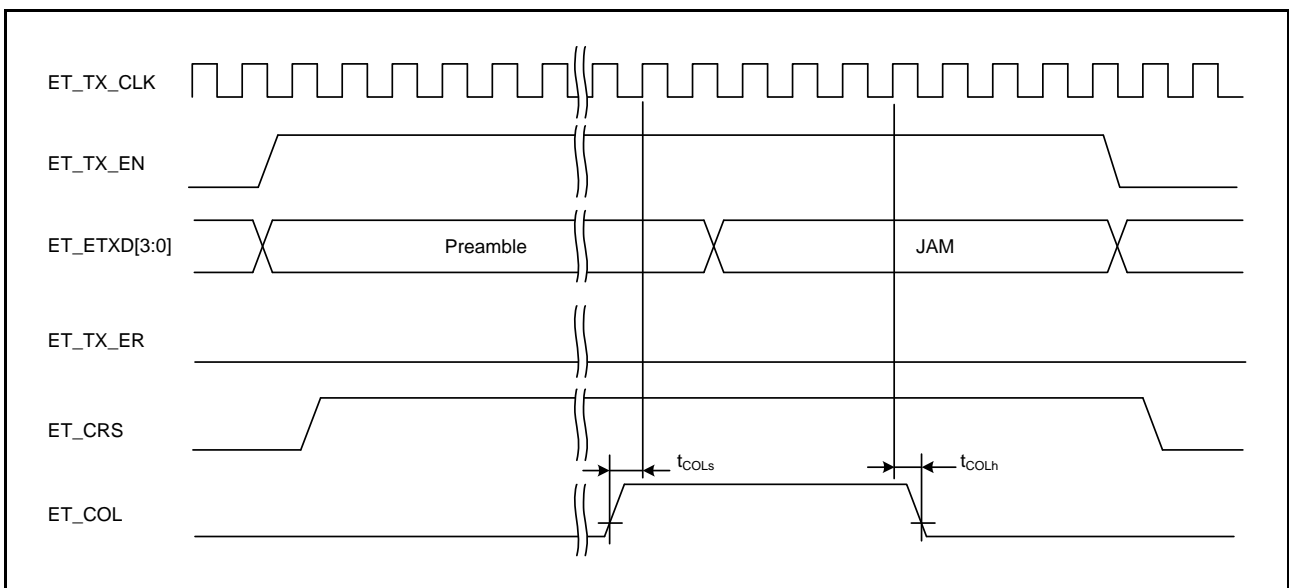 ET_TX_CLK
ET_TX_EN
ET_ETXD[3:0]
Preamble
JAM
ET_TX_ER
ET_CRS
tCOLs
tCOLh
ET_COL